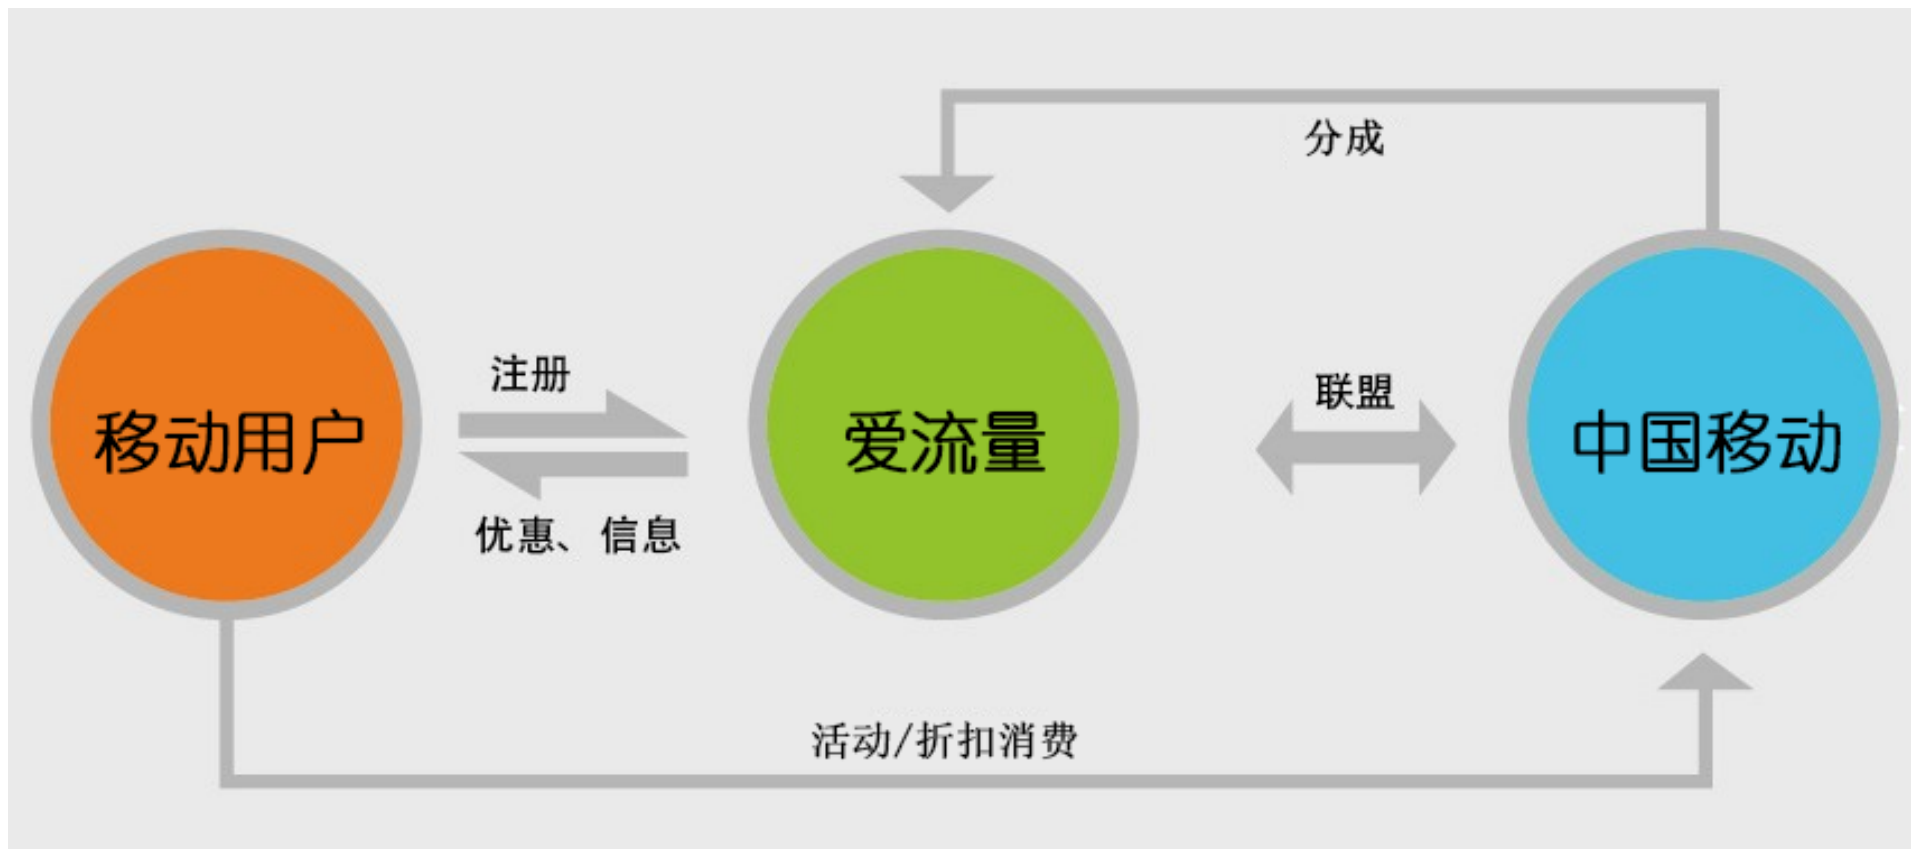 分成
注册
联盟
移动用户
爱流量
中国移动
优惠、信息
活动/折扣消费